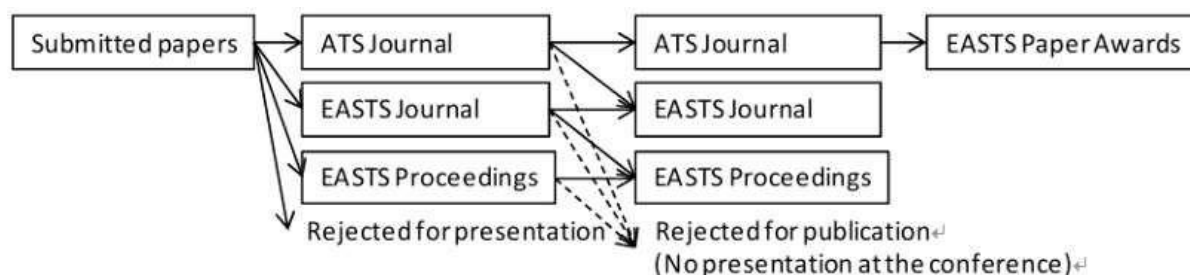 Submitted papers
ATS Journal
ATS Journal
EASTS Paper Awards
EASTS Journal
EASTS Journal
EASTS Proceedings
EASTS Proceedings
Rejected for presentation
Rejected for publication↵
(No presentation at the conference)↵